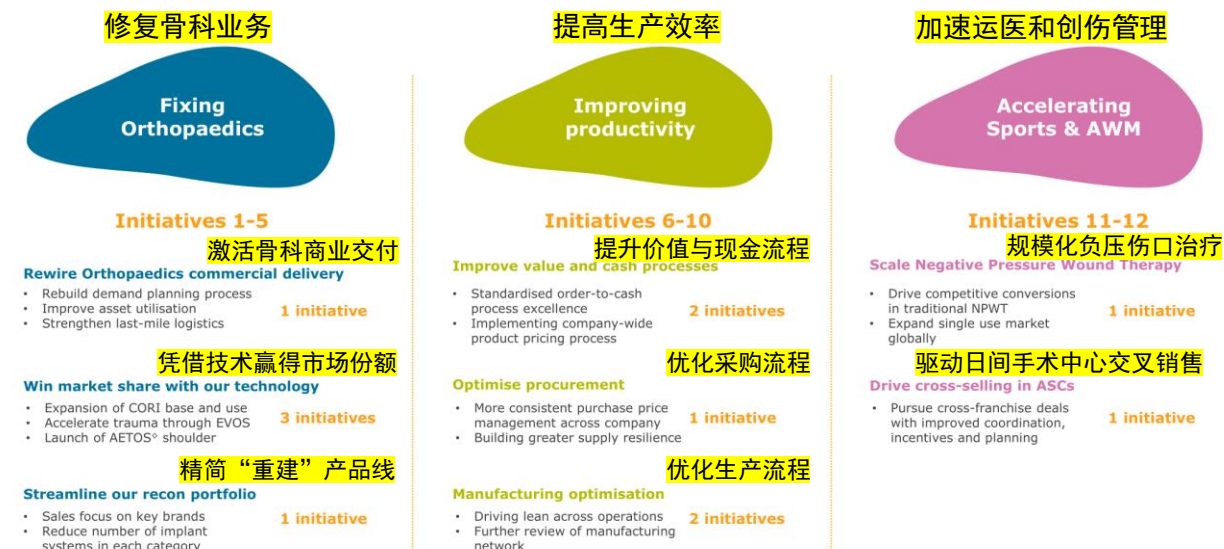 修复骨科业务
Fixing
Orthopaedics
Initiatives 1-5
激活骨科商业交付
Rewire Orthopaedics commercial delivery
• Rebuild demand planning process
• Improve asset utilisation
• Strengthen last-mile logistics
1 initiative
凭借技术赢得市场份额
Win market share with our technology
• Expansion of CORI base and use
• Accelerate trauma through EVOS
• Launch of AETOS° shoulder
3 initiatives
精简“重建”产品线
Streamline our recon portfolio
• Sales focus on key brands
• Reduce number of implant
systems in each category
1 initiative
提高生产效率
Improving
productivity
Initiatives 6-10
提升价值与现金流程
Improve value and cash processes
• Standardised order-to-cash
process excellence
• Implementing company-wide
product pricing process
2 initiatives
优化采购流程
Optimise procurement
• More consistent purchase price
management across company
• Building greater supply resilience
1 initiative
优化生产流程
Manufacturing optimisation
• Driving lean across operations
• Further review of manufacturing
network
2 initiatives
加速运医和创伤管理
Accelerating
Sports & AWM
Initiatives 11-12
规模化负压伤口治疗
Scale Negative Pressure Wound Therapy
• Drive competitive conversions
in traditional NPWT
• Expand single use market
globally
1 initiative
驱动日间手术中心交叉销售
Drive cross-selling in ASCs
• Pursue cross-franchise deals
with improved coordination,
incentives and planning
1 initiative